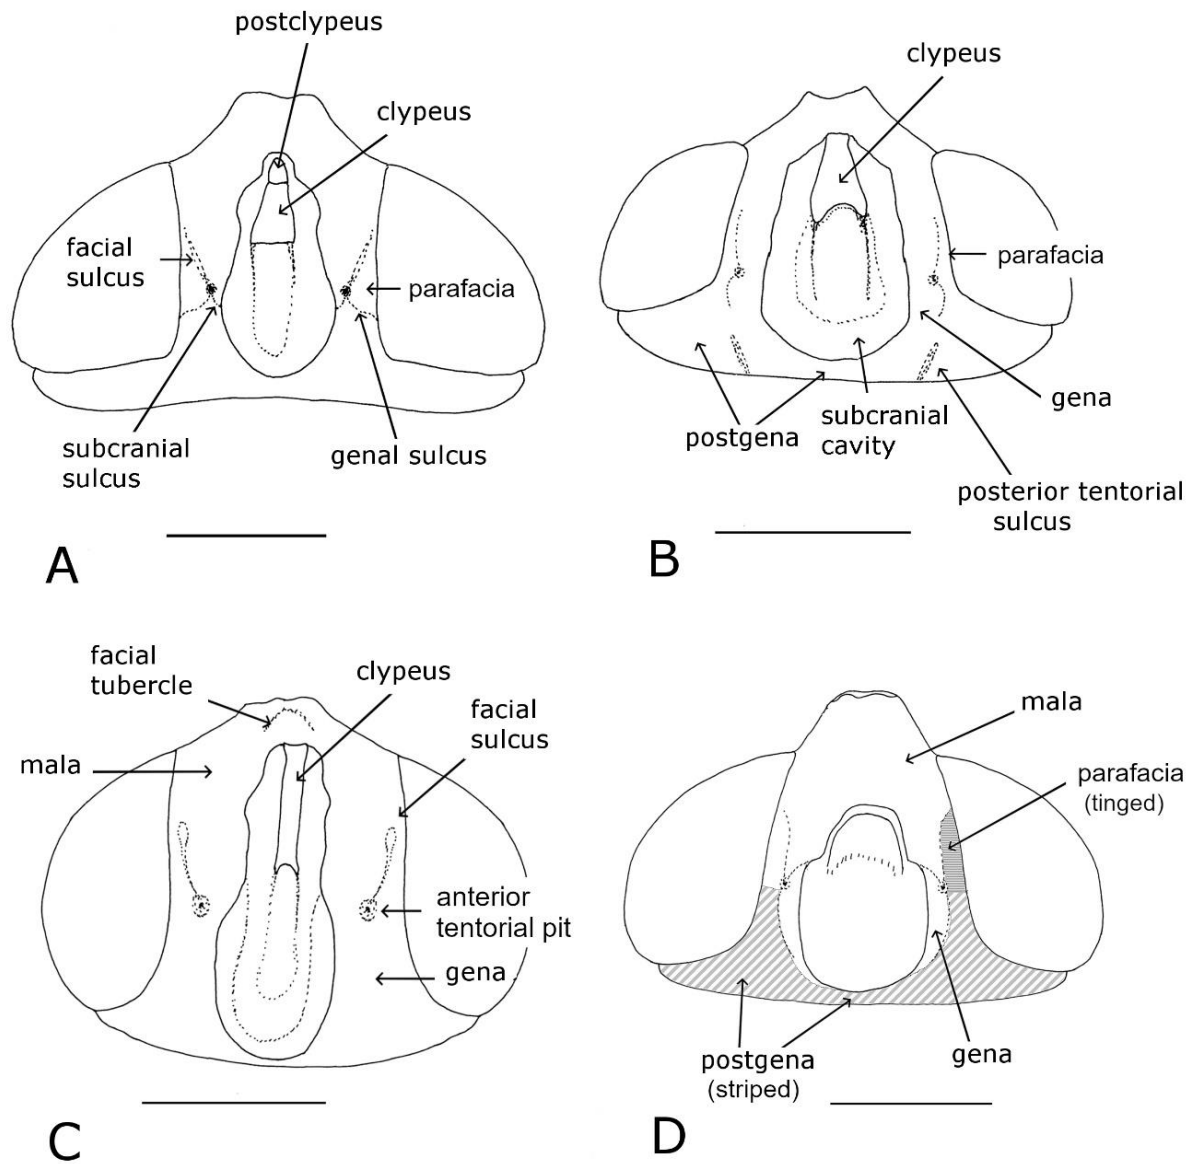 postclypeus
clypeus
facial
sulcus
parafacia
subcranial
sulcus
genal sulcus
A
clypeus
parafacia
gena
postgena
subcranial
cavity
posterior tentorial
sulcus
B
facial
tubercle
clypeus
facial
sulcus
mala
anterior
tentorial pit
gena
C
mala
parafacia
(tinged)
postgena
(striped)
gena
D